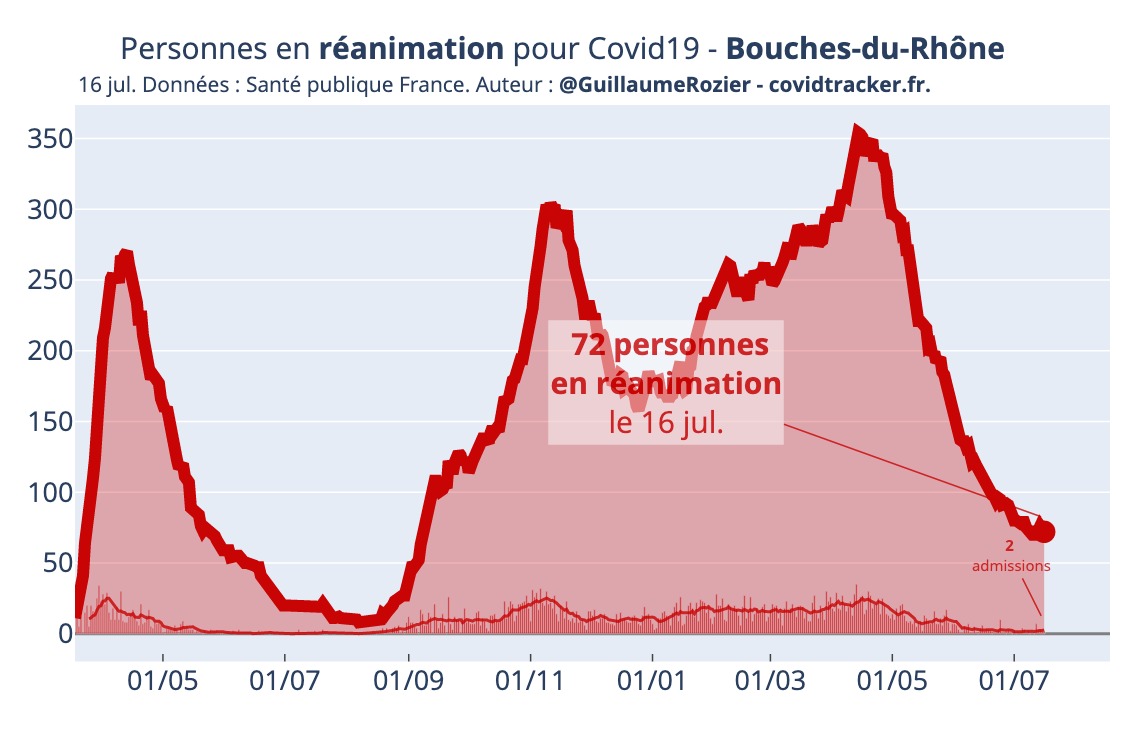 Personnes en réanimation pour Covid19 - Bouches-du-Rhône
16 jul. Données : Santé publique France. Auteur : @GuillaumeRozier - covidtracker.fr.
350
300
250
200
150
100
50
0
72 personnes
en réanimation
le 16 jul.
2
admissions
01/05 01/07 01/09 01/11 01/01 01/03 01/05 01/07